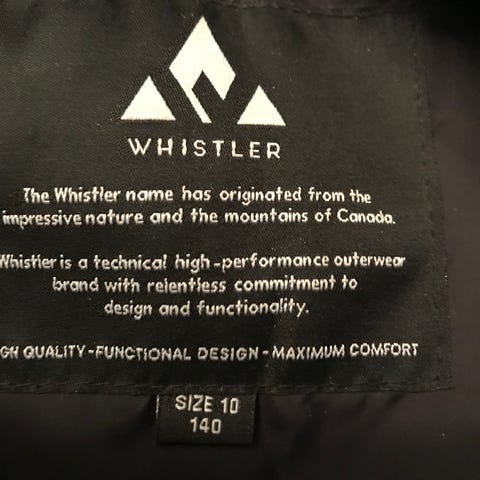 WHISTLER
The Whistler name has originated from the
impressive nature and the mountains of Canada.
Whistler is a technical high-performance outerwear
brand with relentless commitment to
design and functionality.
GH QUALITY-FUNCTIONAL DESIGN-MAXIMUM COMFORT
SIZE 10
140